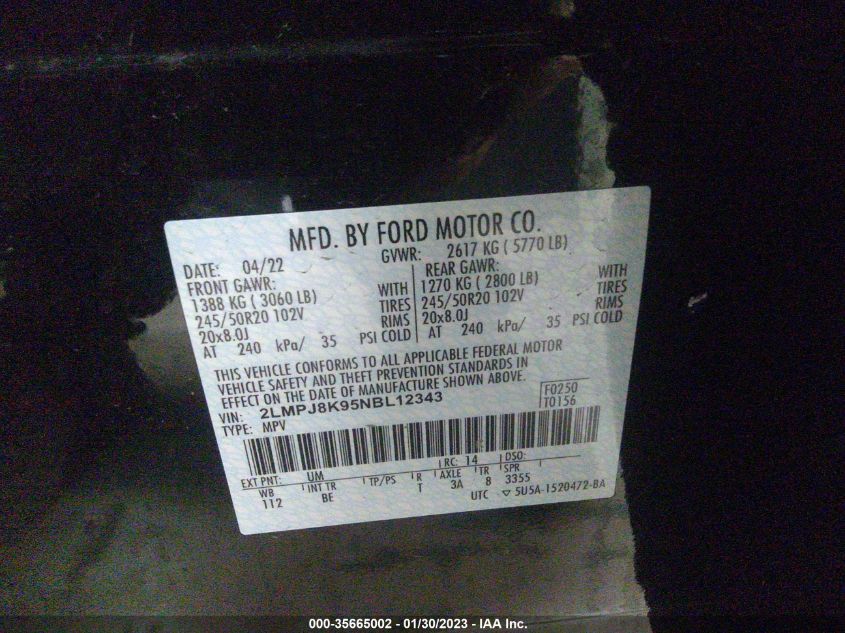 MFD. BY FORD MOTOR CO.
DATE: 04/22 GVWR: 2617 KG ( 5770 LB)
FRONT GAWR: REAR GAWR:
1388 KG ( 3060 LB) WITH 1270 KG ( 2800 LB) WITH
245/50R20 102V TIRES 245/50R20 102V TIRES
20x8.0J RIMS 20x8.0J RIMS
AT 240 kPa/ 35 PSI COLD AT 240 kPa/ 35 PSI COLD
THIS VEHICLE CONFORMS TO ALL APPLICABLE FEDERAL MOTOR
VEHICLE SAFETY AND THEFT PREVENTION STANDARDS IN
EFFECT ON THE DATE OF MANUFACTURE SHOWN ABOVE.
VIN: 2LMPJ8K95NBL12343 F0250
TYPE: MPV T0156
EXT PNT: UM RC: 14 DSO:
WB INT TR TP/PS R AXLE TR SPR
112 BE T 3A 8 3355
UTC ▽ 5U5A-1520472-BA
000-35665002 - 01/30/2023 - IAA Inc.